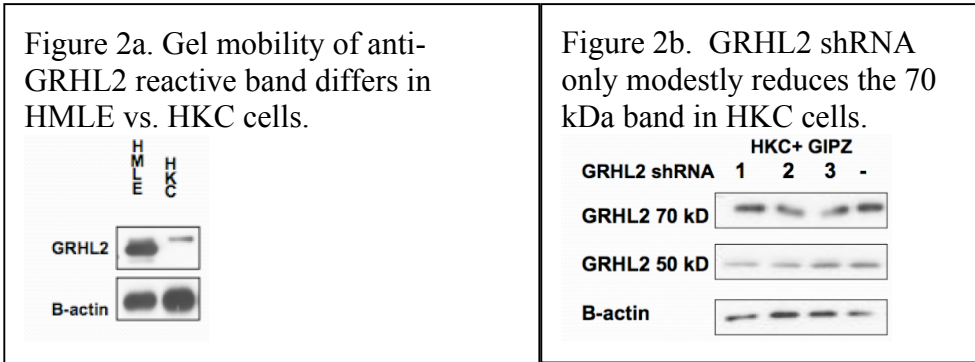 Figure 2a. Gel mobility of anti-
GRHL2 reactive band differs in
HMLE vs. HKC cells.
HMLE HKC
GRHL2
B-actin
Figure 2b. GRHL2 shRNA
only modestly reduces the 70
kDa band in HKC cells.
HKC+ GIPZ
GRHL2 shRNA 1 2 3 -
GRHL2 70 kD
GRHL2 50 kD
B-actin